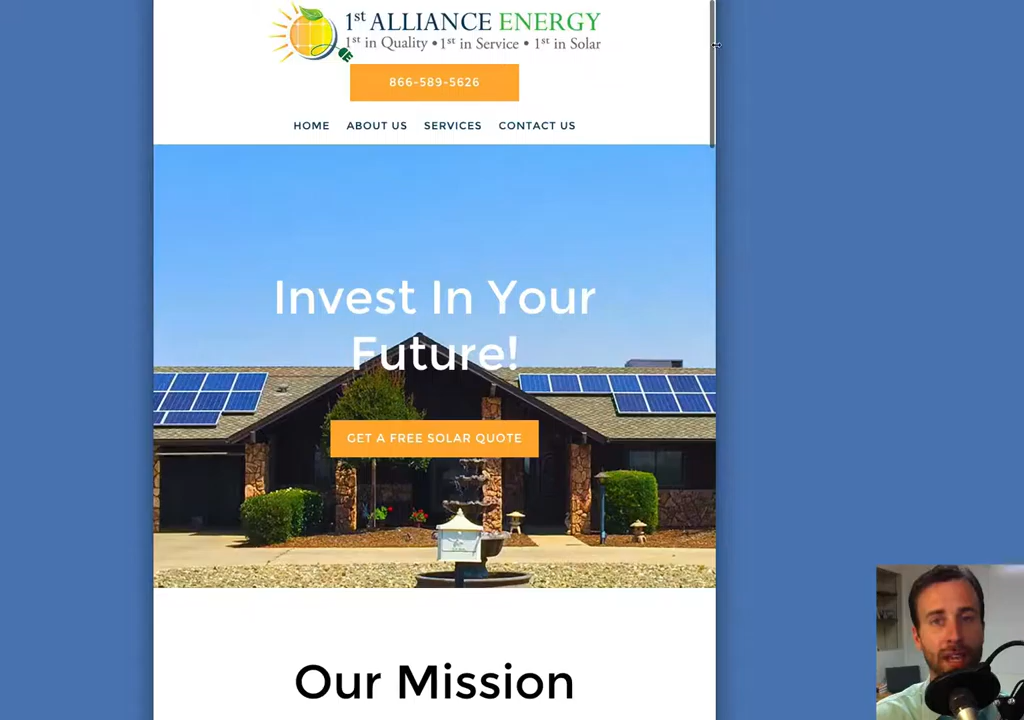 1st ALLIANCE ENERGY
1st in Quality • 1st in Service • 1st in Solar
866-589-5626
HOME ABOUT US SERVICES CONTACT US
Invest In Your
Future!
GET A FREE SOLAR QUOTE
Our Mission